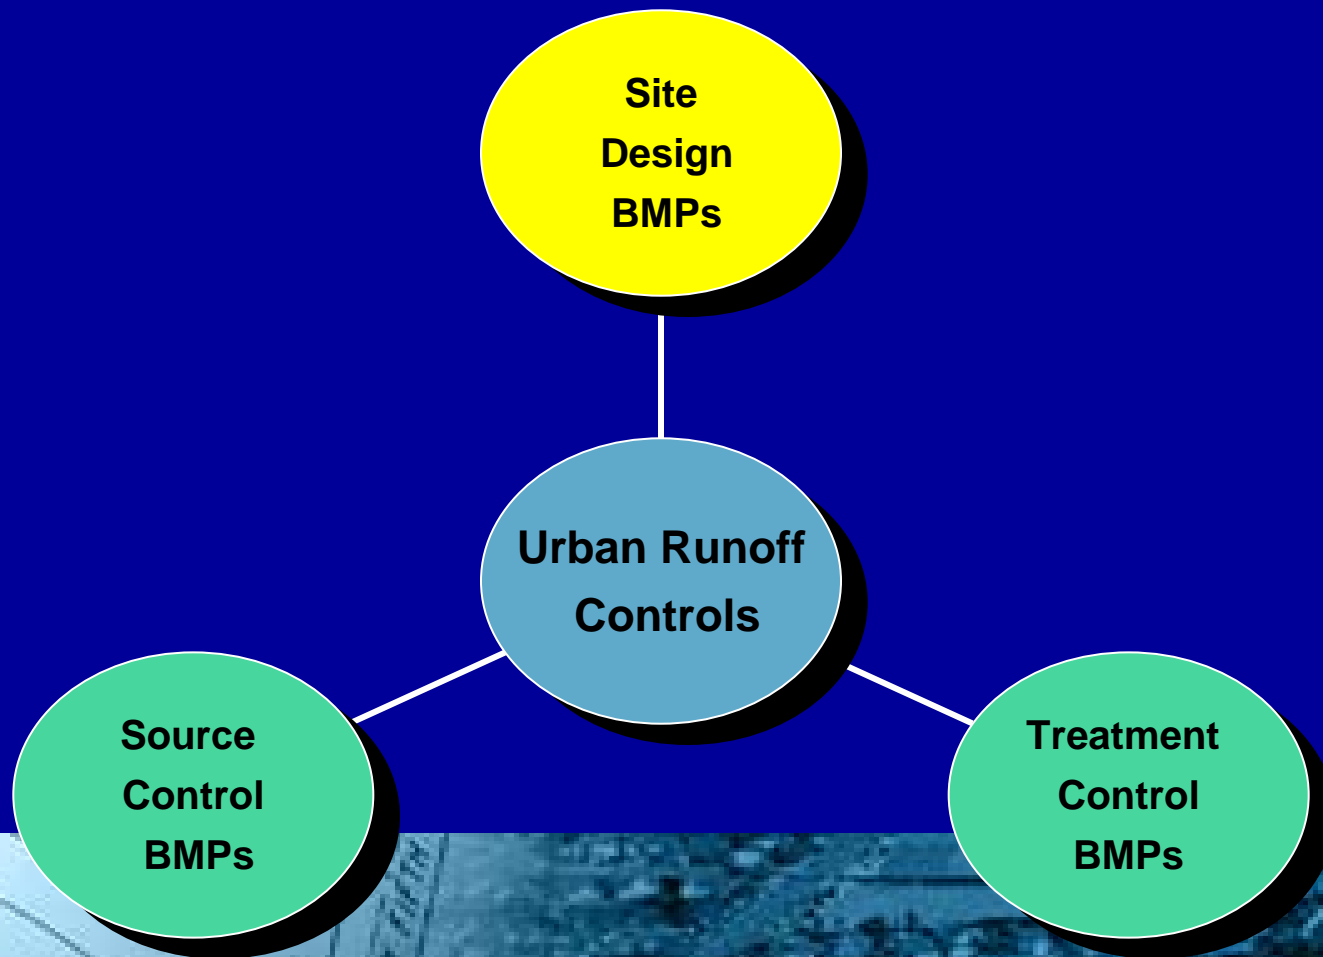 Site
Design
BMPs
Urban Runoff
Controls
Source
Control
BMPs
Treatment
Control
BMPs